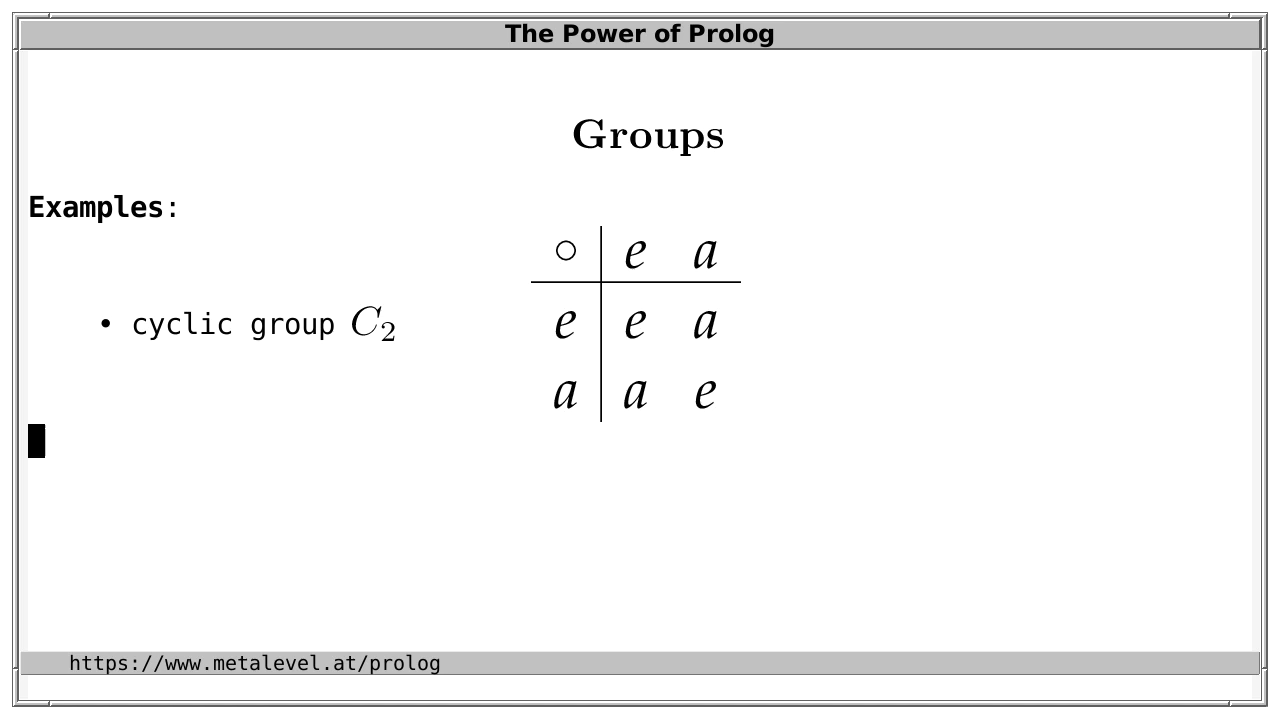 The Power of Prolog
Groups
Examples:
∘ e a
• cyclic group C₂
e e a
a a e
https://www.metalevel.at/prolog